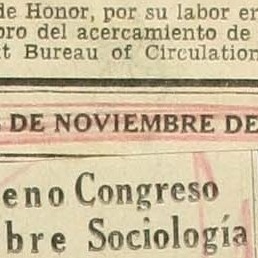 de Honor, por su labor en
bro del acercamiento de
t Bureau of Circulation
DE NOVIEMBRE DE
eno Congreso
bre Sociología